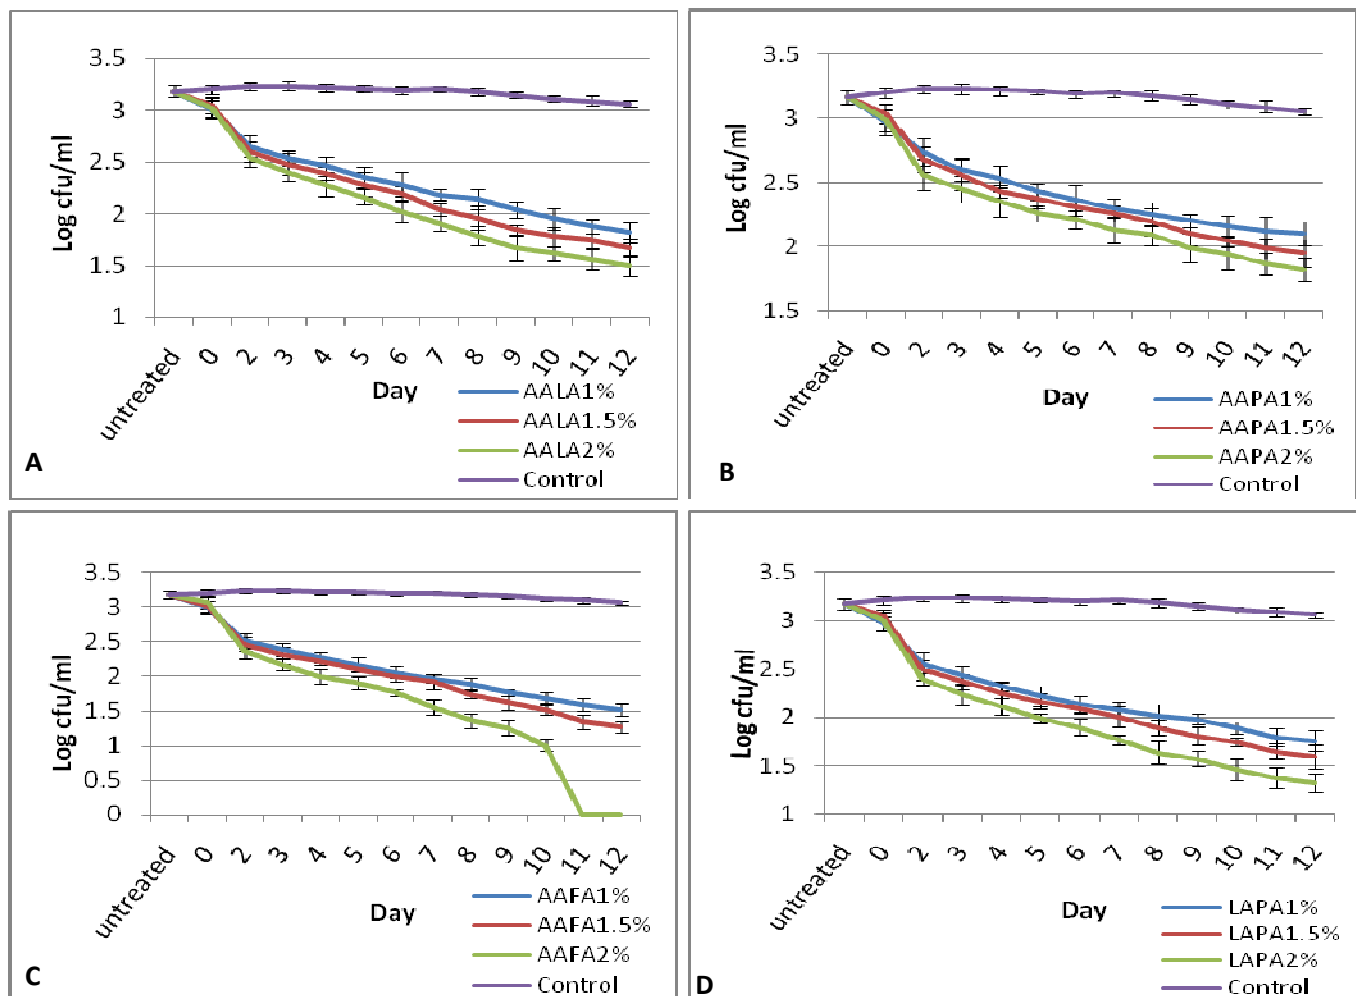 3.5
3
2.5
2
1.5
1
Log cfu/ml
untreated 0 2 3 4 5 6 7 8 9 10 11 12
Day
AALA1%
AALA1.5%
AALA2%
Control
A
3.5
3
2.5
2
1.5
Log cfu/ml
untreated 0 2 3 4 5 6 7 8 9 10 11 12
Day
AAPA1%
AAPA1.5%
AAPA2%
Control
B
3.5
3
2.5
2
1.5
1
0.5
0
Log cfu/ml
untreated 0 2 3 4 5 6 7 8 9 10 11 12
Day
AAFA1%
AAFA1.5%
AAFA2%
Control
C
3.5
3
2.5
2
1.5
1
Log cfu/ml
untreated 0 2 3 4 5 6 7 8 9 10 11 12
Day
LAPA1%
LAPA1.5%
LAPA2%
Control
D